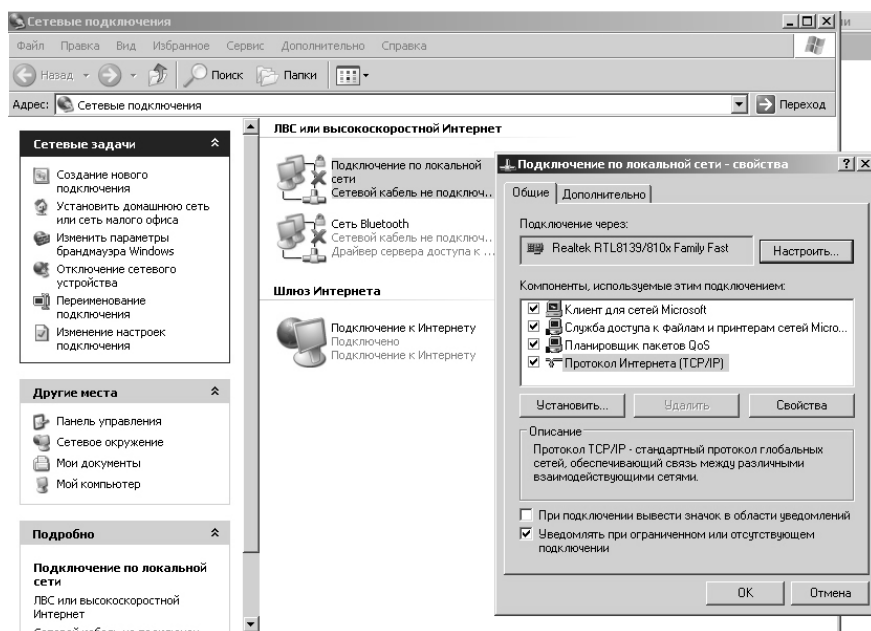 Сетевые подключения
Файл Правка Вид Избранное Сервис Дополнительно Справка
Назад Поиск Папки
Адрес: Сетевые подключения Переход
Сетевые задачи
Создание нового
подключения
Установить домашнюю сеть
или сеть малого офиса
Изменить параметры
брандмауэра Windows
Отключение сетевого
устройства
Переименование
подключения
Изменение настроек
подключения
Другие места
Панель управления
Сетевое окружение
Мои документы
Мой компьютер
Подробно
Подключение по локальной
сети
ЛВС или высокоскоростной
Интернет
ЛВС или высокоскоростной Интернет
Подключение по локальной
сети
Сетевой кабель не подключ...
Сеть Bluetooth
Сетевой кабель не подключ...
Драйвер сервера доступа к ...
Шлюз Интернета
Подключение к Интернету
Подключено
Подключение к Интернету
Подключение по локальной сети - свойства
Общие Дополнительно
Подключение через:
Realtek RTL8139/810x Family Fast Настроить...
Компоненты, используемые этим подключением:
Клиент для сетей Microsoft
Служба доступа к файлам и принтерам сетей Micro...
Планировщик пакетов QoS
Протокол Интернета (TCP/IP)
Установить... Удалить Свойства
Описание
Протокол TCP/IP - стандартный протокол глобальных
сетей, обеспечивающий связь между различными
взаимодействующими сетями.
При подключении вывести значок в области уведомлений
Уведомлять при ограниченном или отсутствующем
подключении
OK Отмена